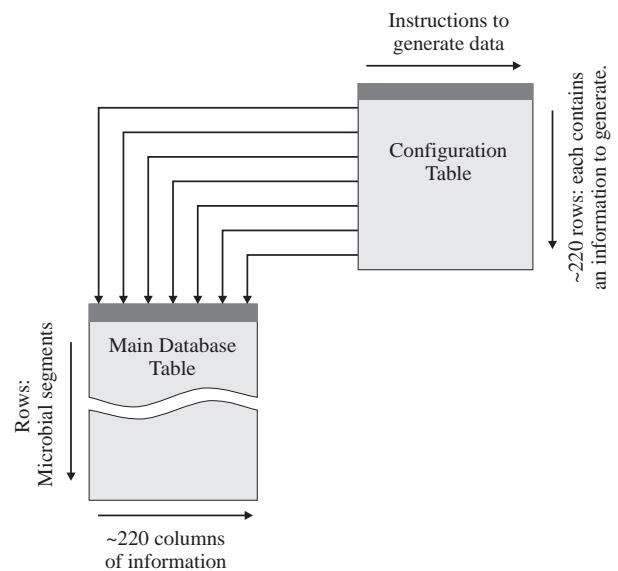 Instructions to
generate data
Configuration
Table
~220 rows: each contains
an information to generate.
Main Database
Table
Rows:
Microbial segments
~220 columns
of information